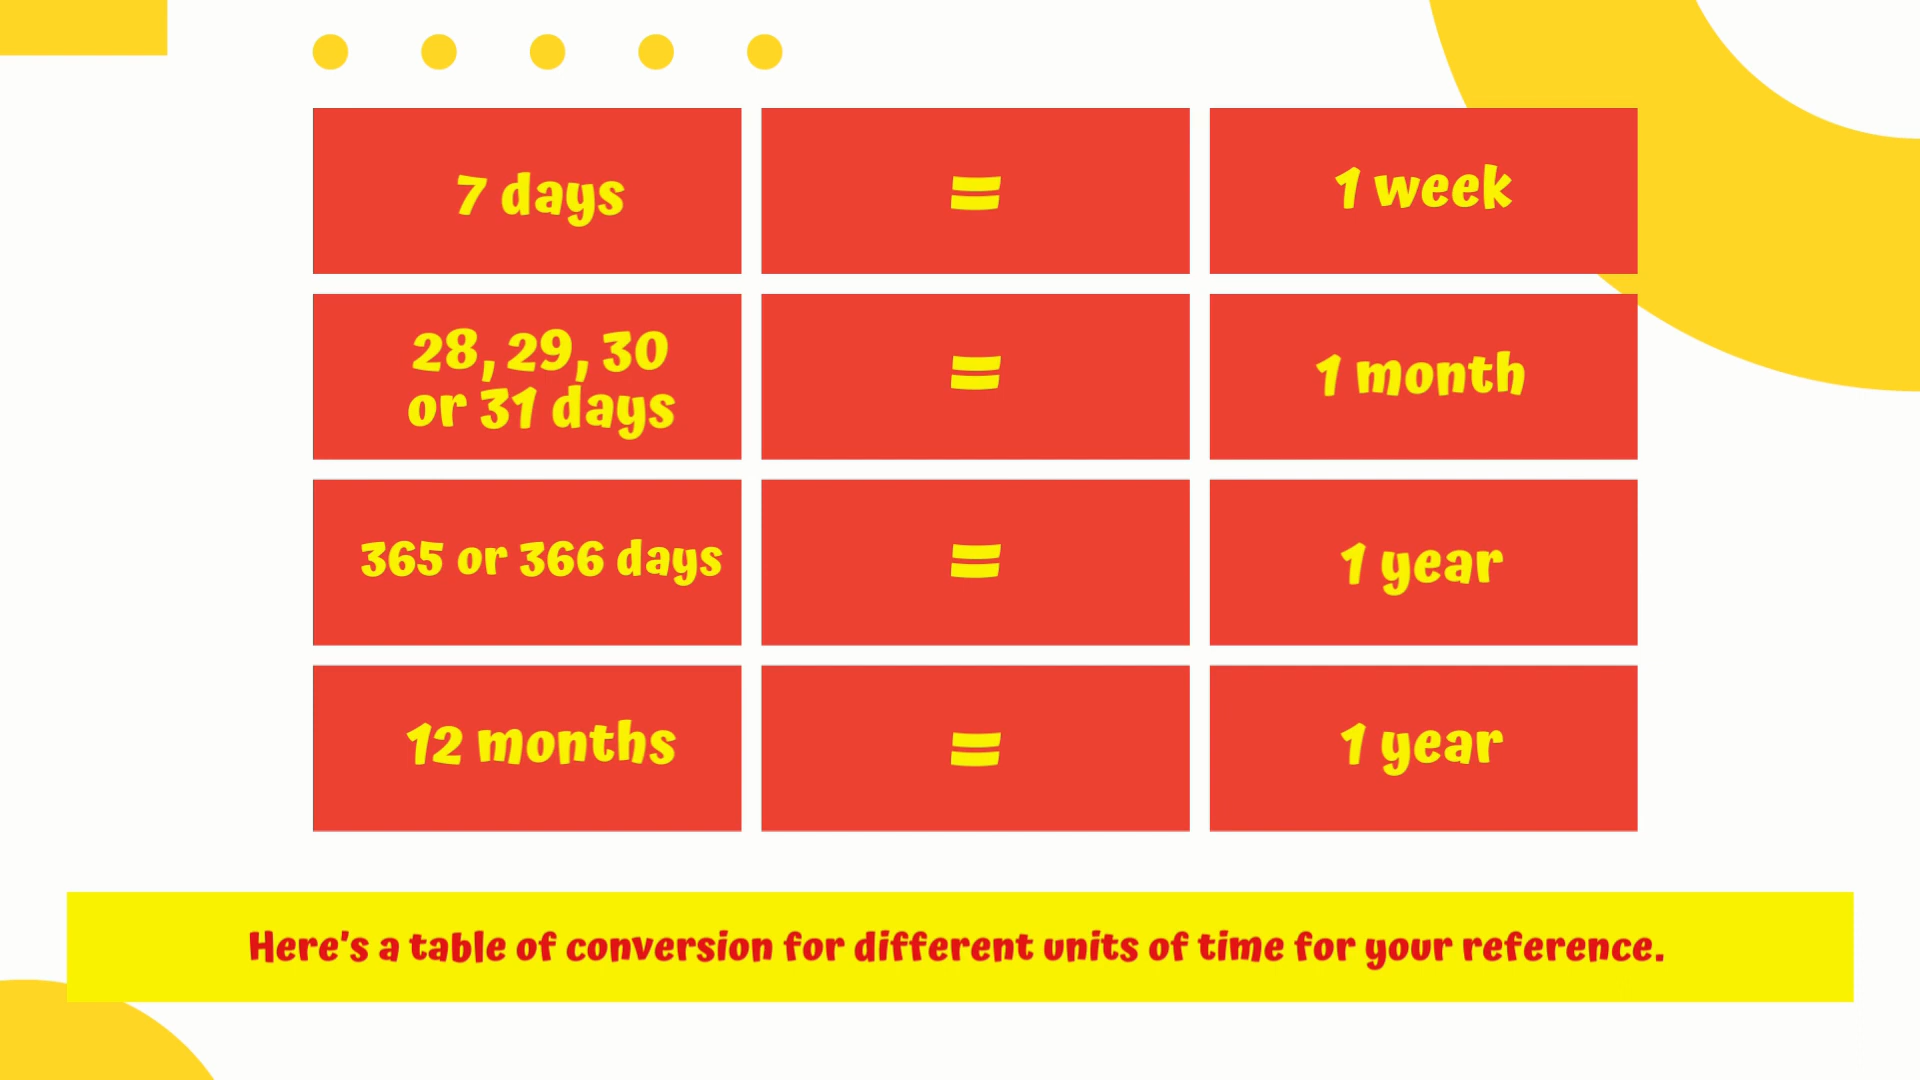 7 days = 1 week
28, 29, 30
or 31 days = 1 month
365 or 366 days = 1 year
12 months = 1 year
Here's a table of conversion for different units of time for your reference.